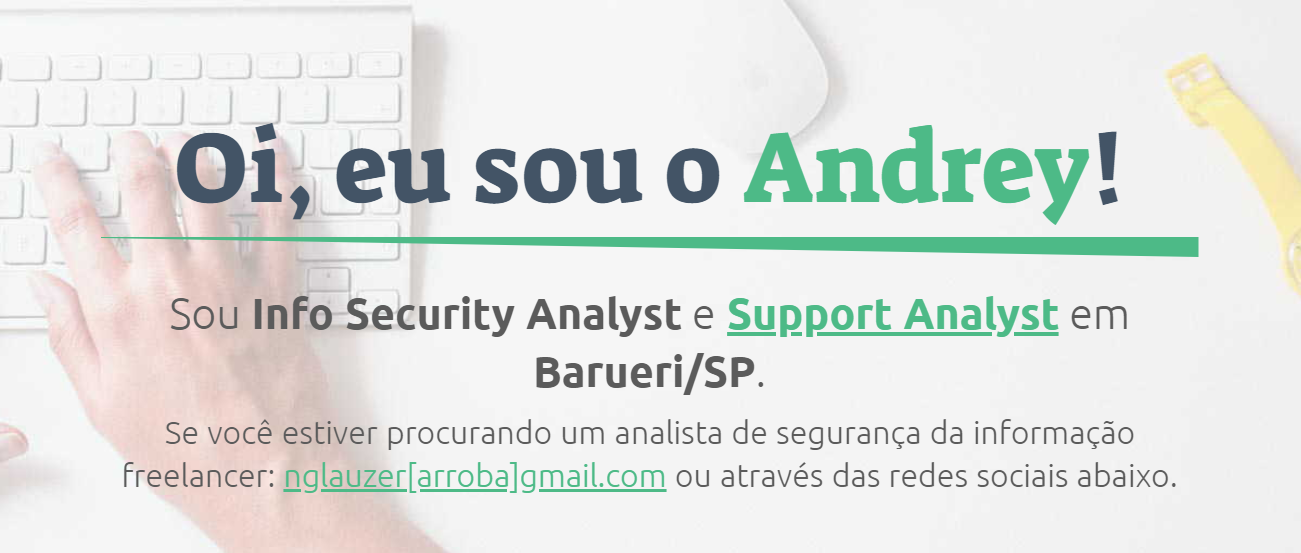 Oi, eu sou o Andrey!
Sou Info Security Analyst e Support Analyst em
Barueri/SP.
Se você estiver procurando um analista de segurança da informação
freelancer: nglauzer[arroba]gmail.com ou através das redes sociais abaixo.